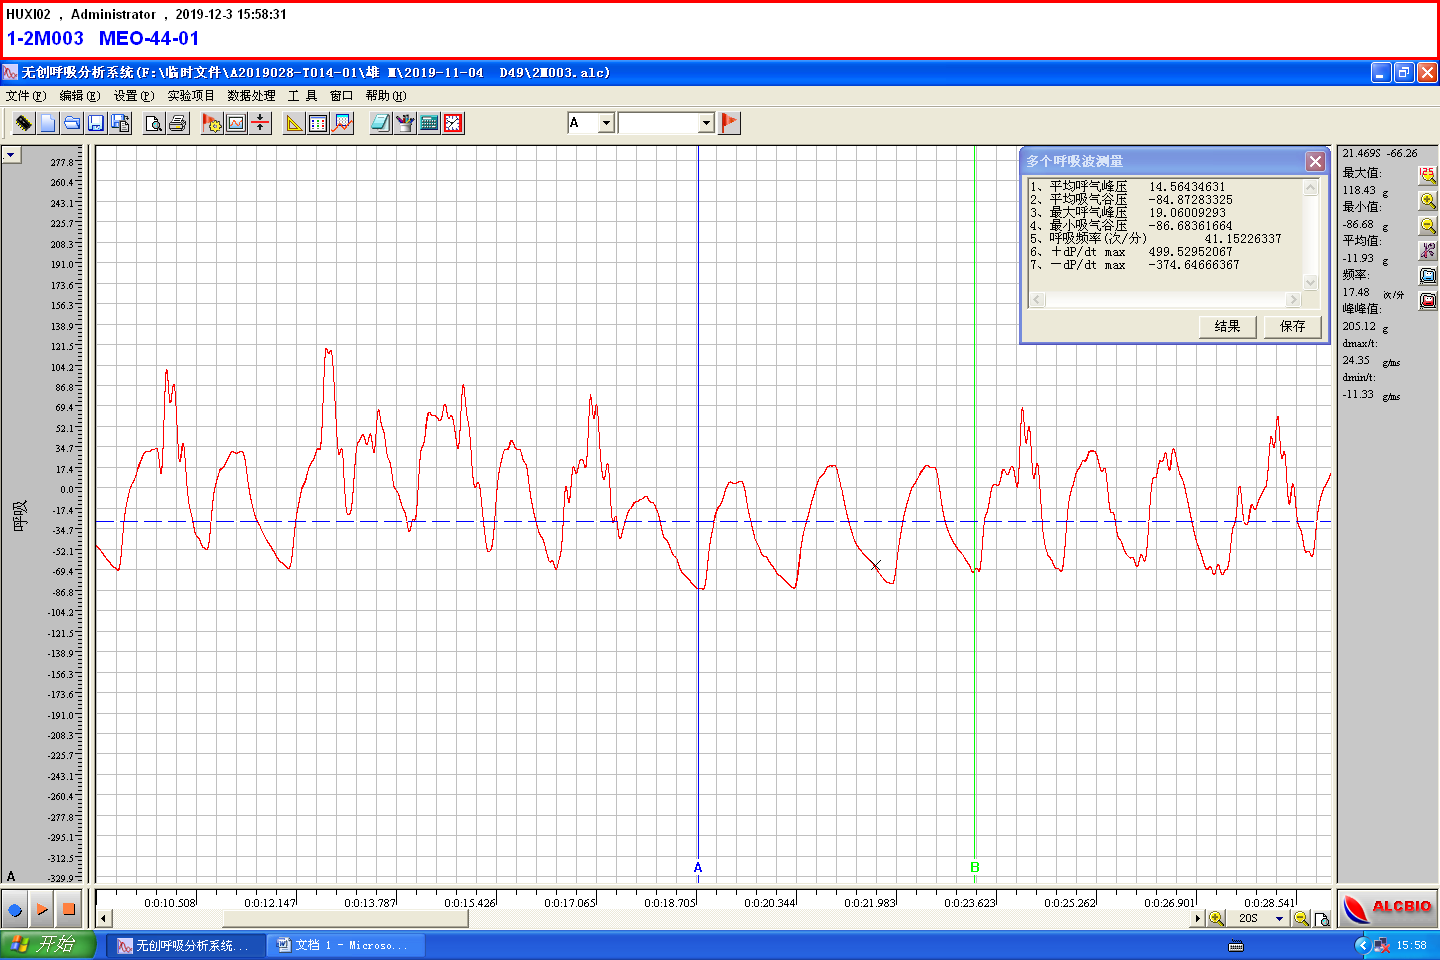 HUXI02 , Administrator , 2019-12-3 15:58:31
1-2M003 MEO-44-01
无创呼吸分析系统(F:\临时文件\A2019028-T014-01\雄 M\2019-11-04 D49\2M003.alc)
文件(F) 编辑(E) 设置(P) 实验项目 数据处理 工 具 窗口 帮助(H)
A
277.8
260.4
243.1
225.7
208.3
191.0
173.6
156.3
138.9
121.5
104.2
86.8
69.4
52.1
34.7
17.4
0.0
-17.4
-34.7
-52.1
-69.4
-86.8
-104.2
-121.5
-138.9
-156.3
-173.6
-191.0
-208.3
-225.7
-243.1
-260.4
-277.8
-295.1
-312.5
-329.9
呼吸
A
多个呼吸波测量
1、平均呼气峰压 14.56434631
2、平均吸气谷压 -84.87283325
3、最大呼气峰压 19.06009293
4、最小吸气谷压 -86.68361664
5、呼吸频率(次/分) 41.15226337
6、＋dP/dt max 499.52952067
7、－dP/dt max -374.64666367
结果 保存
21.469S -66.26
最大值:
118.43 g
最小值:
-86.68 g
平均值:
-11.93 g
频率:
17.48 次/分
峰峰值:
205.12 g
dmax/t:
24.35 g/ms
dmin/t:
-11.33 g/ms
125
A B
0:0:10.508 0:0:12.147 0:0:13.787 0:0:15.426 0:0:17.065 0:0:18.705 0:0:20.344 0:0:21.983 0:0:23.623 0:0:25.262 0:0:26.901 0:0:28.541
20S
ALCBIO
开始 无创呼吸分析系统... 文档 1 - Microso... 15:58